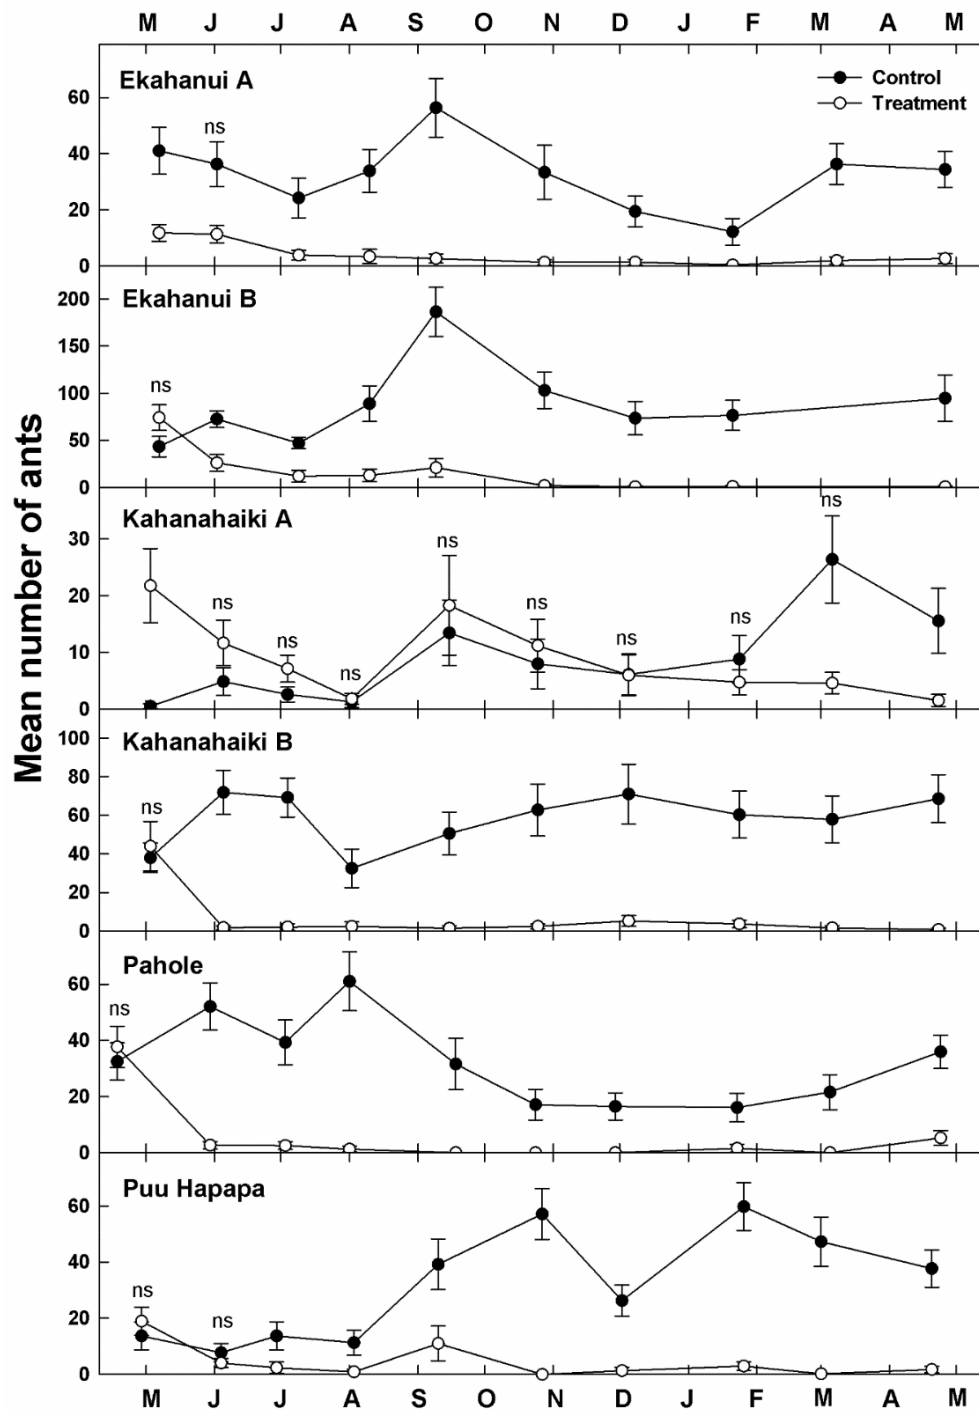 M J J A S O N D J F M A M
Ekahanui A
Control
Treatment
60
40
20
0
ns
Ekahanui B
200
150
100
50
0
ns
Kahanahaiki A
30
20
10
0
ns ns ns ns ns ns ns ns
Kahanahaiki B
100
80
60
40
20
0
ns
Pahole
60
40
20
0
ns
Puu Hapapa
60
40
20
0
ns ns
M J J A S O N D J F M A M
Mean number of ants